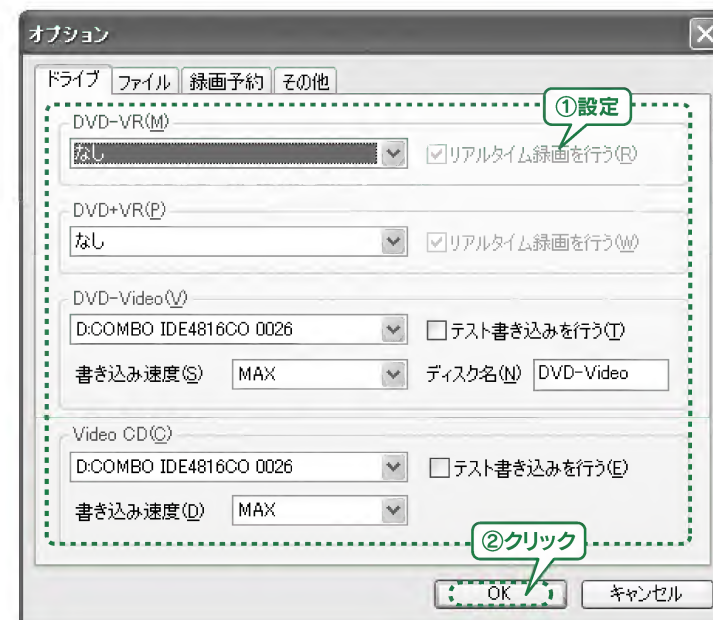 オプション
ドライブ ファイル 録画予約 その他
①設定
DVD-VR(M)
なし リアルタイム録画を行う(R)
DVD+VR(P)
なし リアルタイム録画を行う(W)
DVD-Video(V)
D:COMBO IDE4816CO 0026 テスト書き込みを行う(T)
書き込み速度(S) MAX ディスク名(N) DVD-Video
Video CD(C)
D:COMBO IDE4816CO 0026 テスト書き込みを行う(E)
書き込み速度(D) MAX
②クリック
OK キャンセル